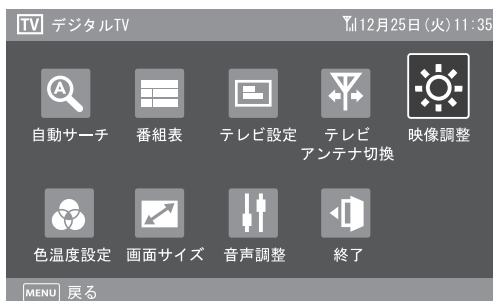 TV デジタルTV 12月25日(火)11:35
自動サーチ 番組表 テレビ設定 テレビ アンテナ切換 映像調整
色温度設定 画面サイズ 音声調整 終了
MENU 戻る